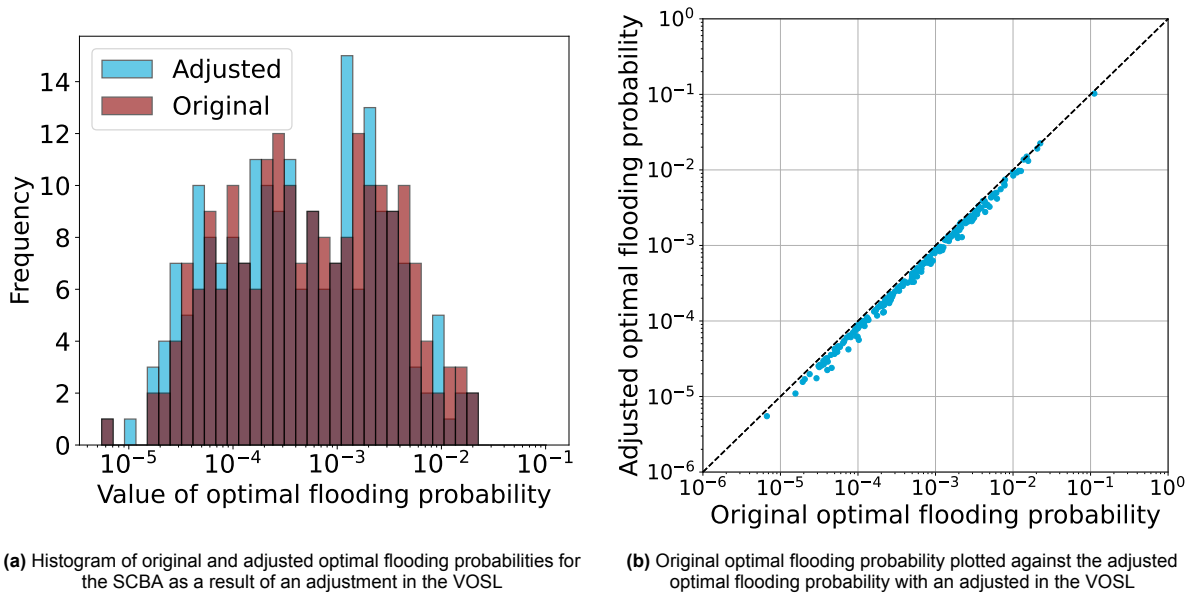 Adjusted
Original
Frequency
14
12
10
8
6
4
2
0
10⁻⁵
10⁻⁴
10⁻³
10⁻²
10⁻¹
Value of optimal flooding probability
(a) Histogram of original and adjusted optimal flooding probabilities for
the SCBA as a result of an adjustment in the VOSL
Adjusted optimal flooding probability
10⁰
10⁻¹
10⁻²
10⁻³
10⁻⁴
10⁻⁵
10⁻⁶
10⁻⁶
10⁻⁵
10⁻⁴
10⁻³
10⁻²
10⁻¹
10⁰
Original optimal flooding probability
(b) Original optimal flooding probability plotted against the adjusted
optimal flooding probability with an adjusted in the VOSL